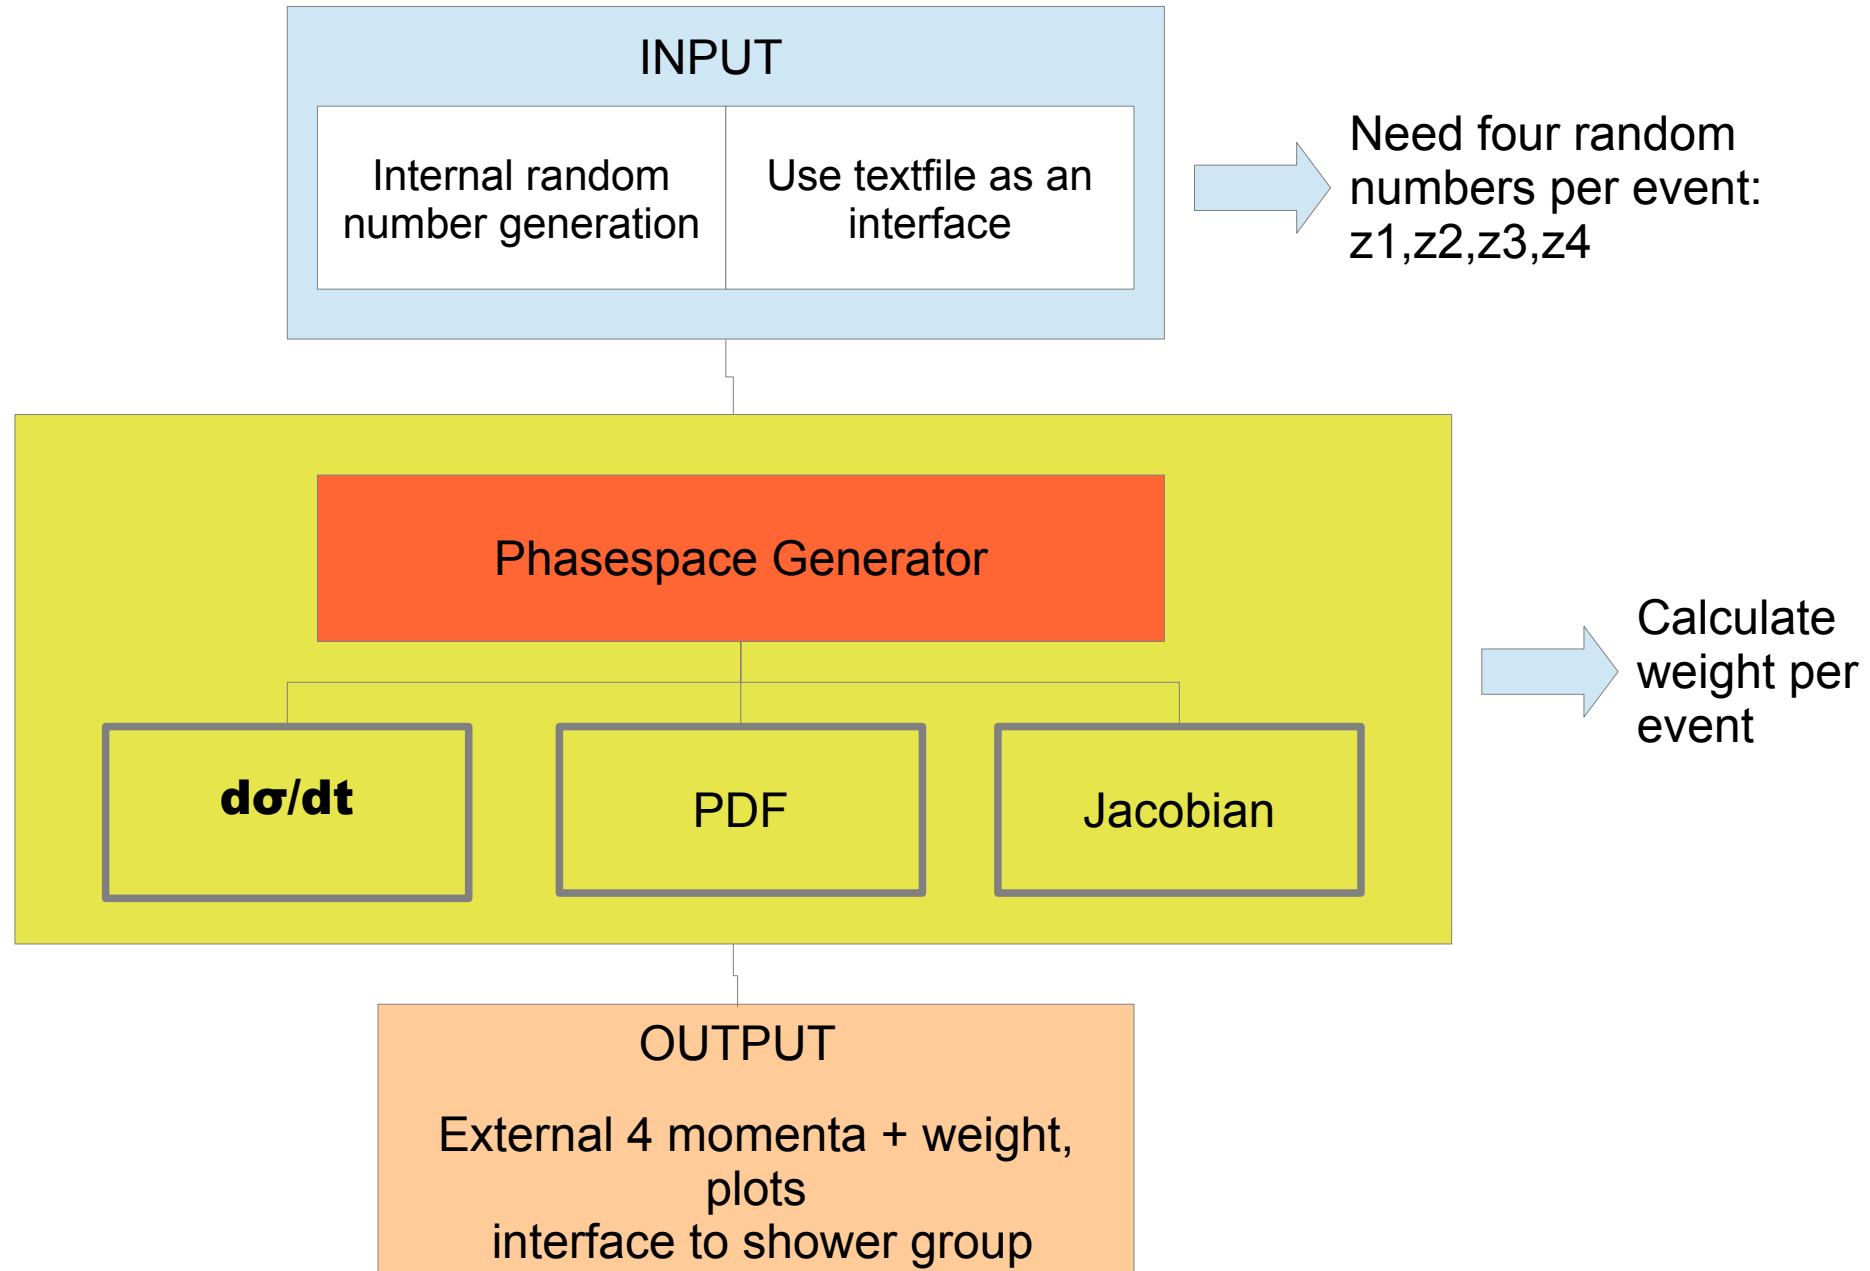 INPUT
Internal random
number generation
Use textfile as an
interface
Need four random
numbers per event:
z1,z2,z3,z4
Phasespace Generator
dσ/dt
PDF
Jacobian
Calculate
weight per
event
OUTPUT
External 4 momenta + weight,
plots
interface to shower group